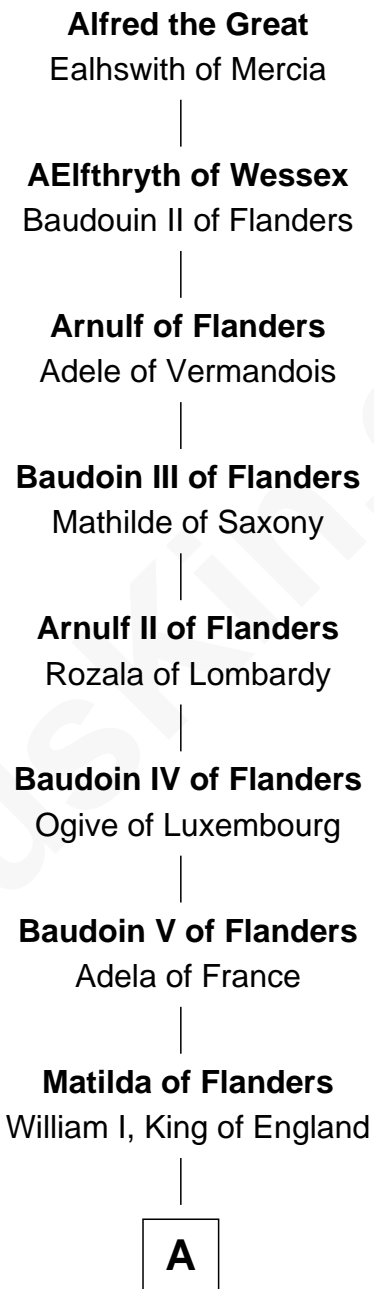 Alfred the Great
Ealhswith of Mercia
AElfthryth of Wessex
Baudouin II of Flanders
Arnulf of Flanders
Adele of Vermandois
Baudoin III of Flanders
Mathilde of Saxony
Arnulf II of Flanders
Rozala of Lombardy
Baudoin IV of Flanders
Ogive of Luxembourg
Baudoin V of Flanders
Adela of France
Matilda of Flanders
William I, King of England
A